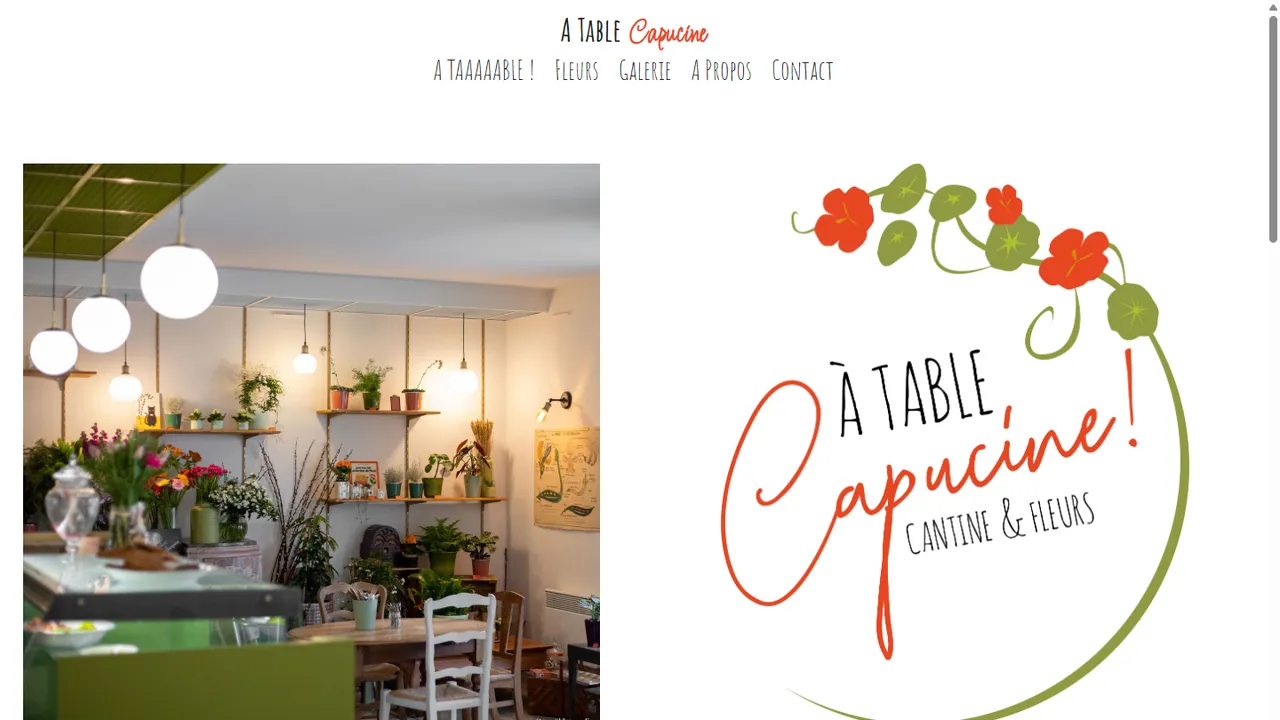 A Table Capucine
A TAAAAABLE ! Fleurs Galerie A Propos Contact
À TABLE
Capucine !
CANTINE & FLEURS